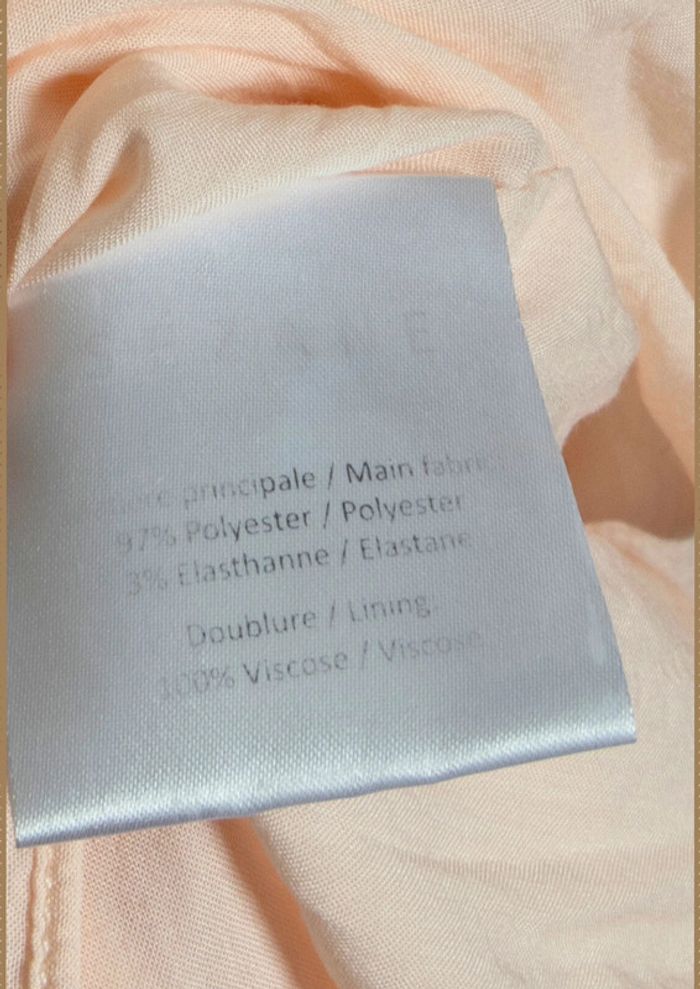 principale / Main fabric
97% Polyester / Polyester
3% Elasthanne / Elastane
Doublure / Lining:
100% Viscose / Viscose